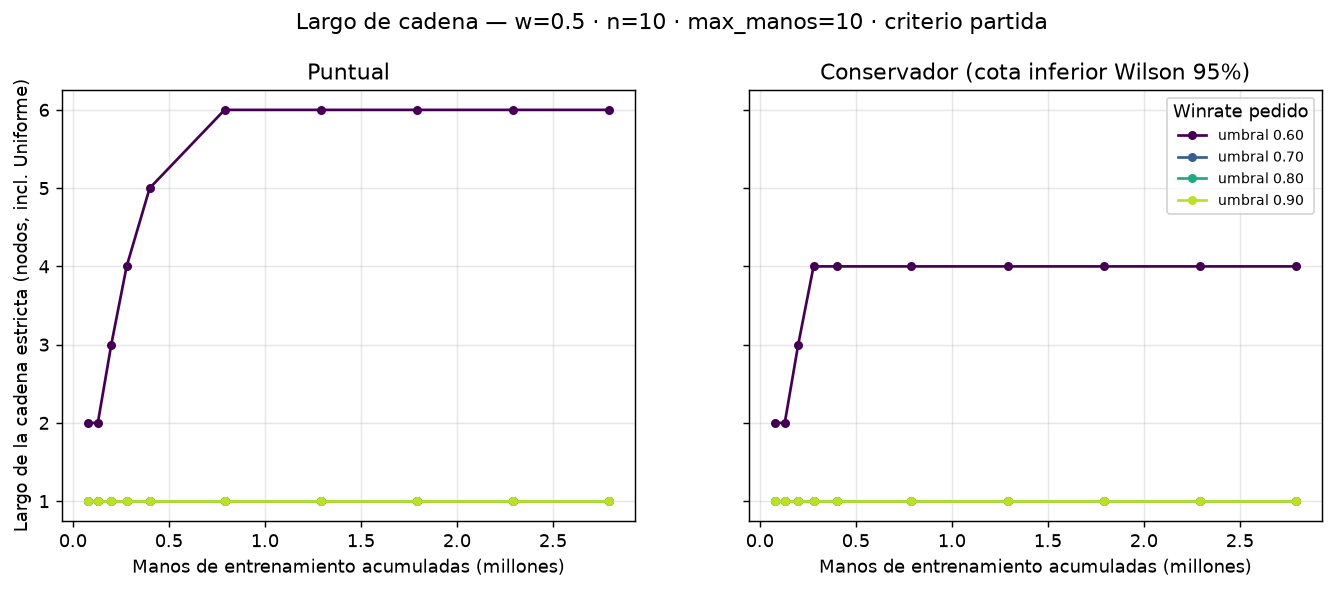 Largo de cadena — w=0.5 · n=10 · max_manos=10 · criterio partida
Puntual
Largo de la cadena estricta (nodos, incl. Uniforme)
6
5
4
3
2
1
0.0 0.5 1.0 1.5 2.0 2.5
Manos de entrenamiento acumuladas (millones)
Conservador (cota inferior Wilson 95%)
Winrate pedido
umbral 0.60
umbral 0.70
umbral 0.80
umbral 0.90
0.0 0.5 1.0 1.5 2.0 2.5
Manos de entrenamiento acumuladas (millones)